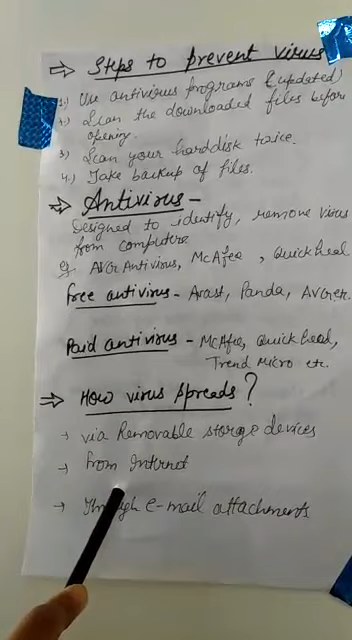 ⇒ Steps to prevent virus
1.) Use antivirus programs (updated)
2.) Scan the downloaded files before
opening.
3) Scan your harddisk twice.
4.) Take backup of files.
⇒ Antivirus -
Designed to identify, remove virus
from computers
eg. AVG Antivirus, McAfee, Quick heal
Free antivirus - Avast, Panda, AVG etc.
Paid antivirus - McAfee, Quick heal,
Trend Micro etc.
⇒ How virus spreads?
→ via Removable storage devices
→ From Internet
→ Through e-mail attachments